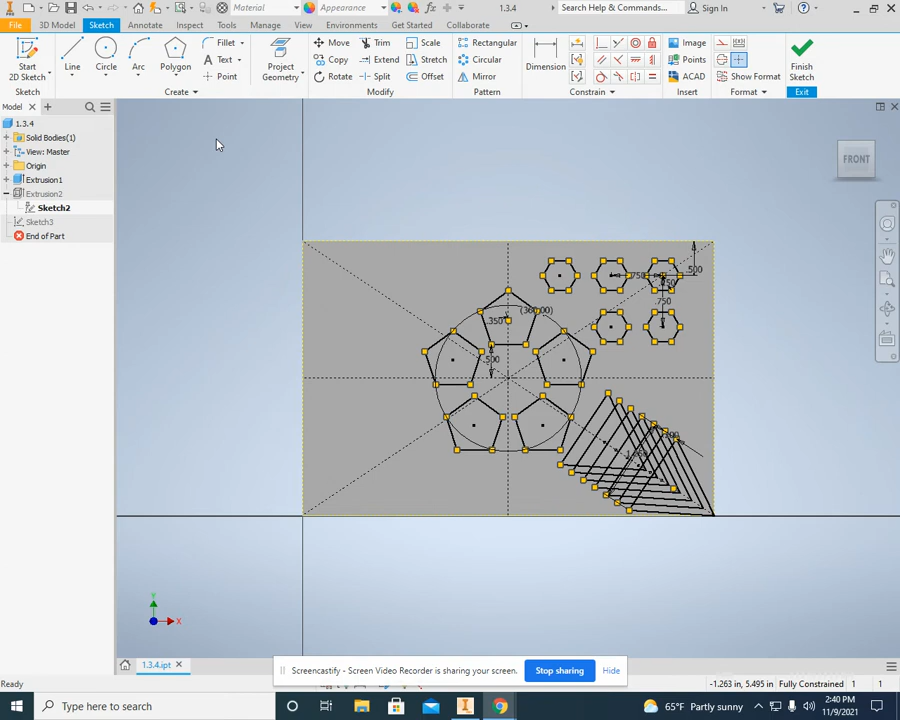 Material
Appearance
1.3.4
Search Help & Commands...
Sign In
File
3D Model
Sketch
Annotate
Inspect
Tools
Manage
View
Environments
Get Started
Collaborate
Start
2D Sketch
Line
Circle
Arc
Polygon
Fillet
Text
Point
Project
Geometry
Move
Copy
Rotate
Trim
Extend
Split
Scale
Stretch
Offset
Rectangular
Circular
Mirror
Dimension
Image
Points
ACAD
Show Format
Finish
Sketch
Sketch
Create
Modify
Pattern
Constrain
Insert
Format
Exit
Model
1.3.4
Solid Bodies(1)
View: Master
Origin
Extrusion1
Extrusion2
Sketch2
Sketch3
End of Part
FRONT
.500
.750
.750
.350
(360.00)
.500
Y
X
1.3.4.ipt
Screencastify - Screen Video Recorder is sharing your screen.
Stop sharing
Hide
Ready
-1.263 in, 5.495 in
Fully Constrained
1
1
Type here to search
65°F Partly sunny
2:40 PM
11/9/2021